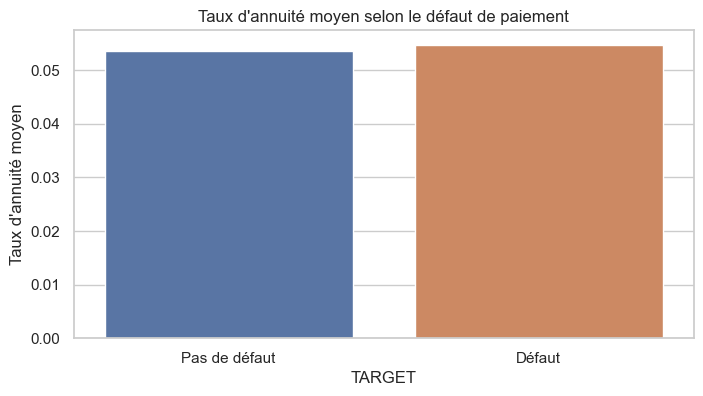 Taux d'annuité moyen selon le défaut de paiement
Taux d'annuité moyen
0.05
0.04
0.03
0.02
0.01
0.00
Pas de défaut
Défaut
TARGET